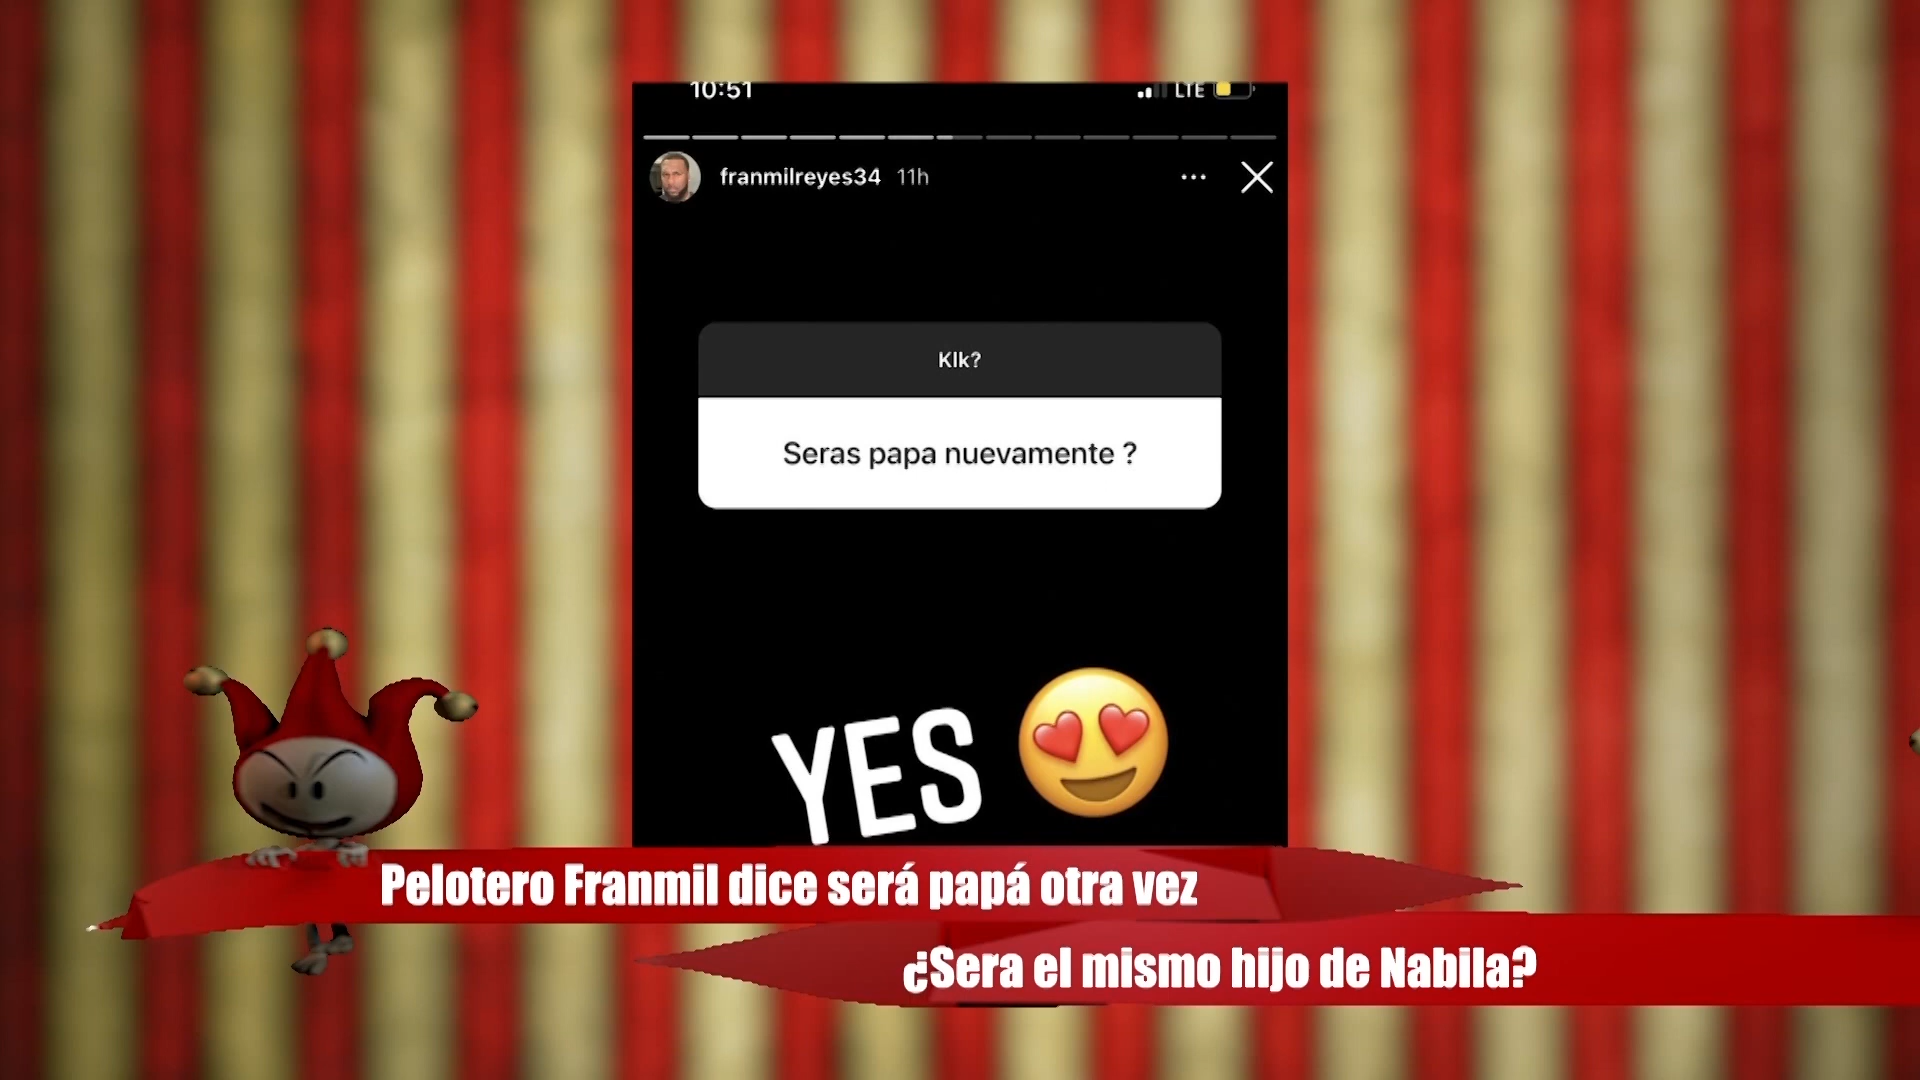 10:51
LTE
franmilreyes34 11h
Klk?
Seras papa nuevamente ?
YES
Pelotero Franmil dice será papá otra vez
¿Sera el mismo hijo de Nabila?